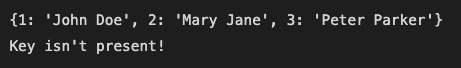 {1: 'John Doe', 2: 'Mary Jane', 3: 'Peter Parker'}
Key isn't present!